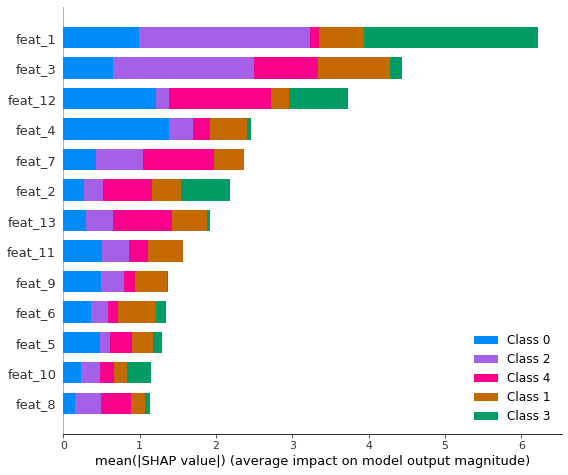 feat_1
feat_3
feat_12
feat_4
feat_7
feat_2
feat_13
feat_11
feat_9
feat_6
feat_5
feat_10
feat_8
Class 0
Class 2
Class 4
Class 1
Class 3
0 1 2 3 4 5 6
mean(|SHAP value|) (average impact on model output magnitude)